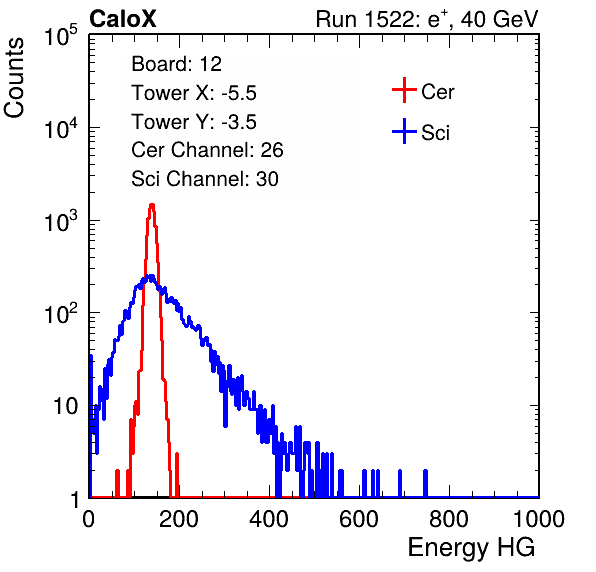 CaloX Run 1522: e⁺, 40 GeV
Counts
Board: 12
Tower X: -5.5
Tower Y: -3.5
Cer Channel: 26
Sci Channel: 30
Cer
Sci
10⁵
10⁴
10³
10²
10
1
0 200 400 600 800 1000
Energy HG